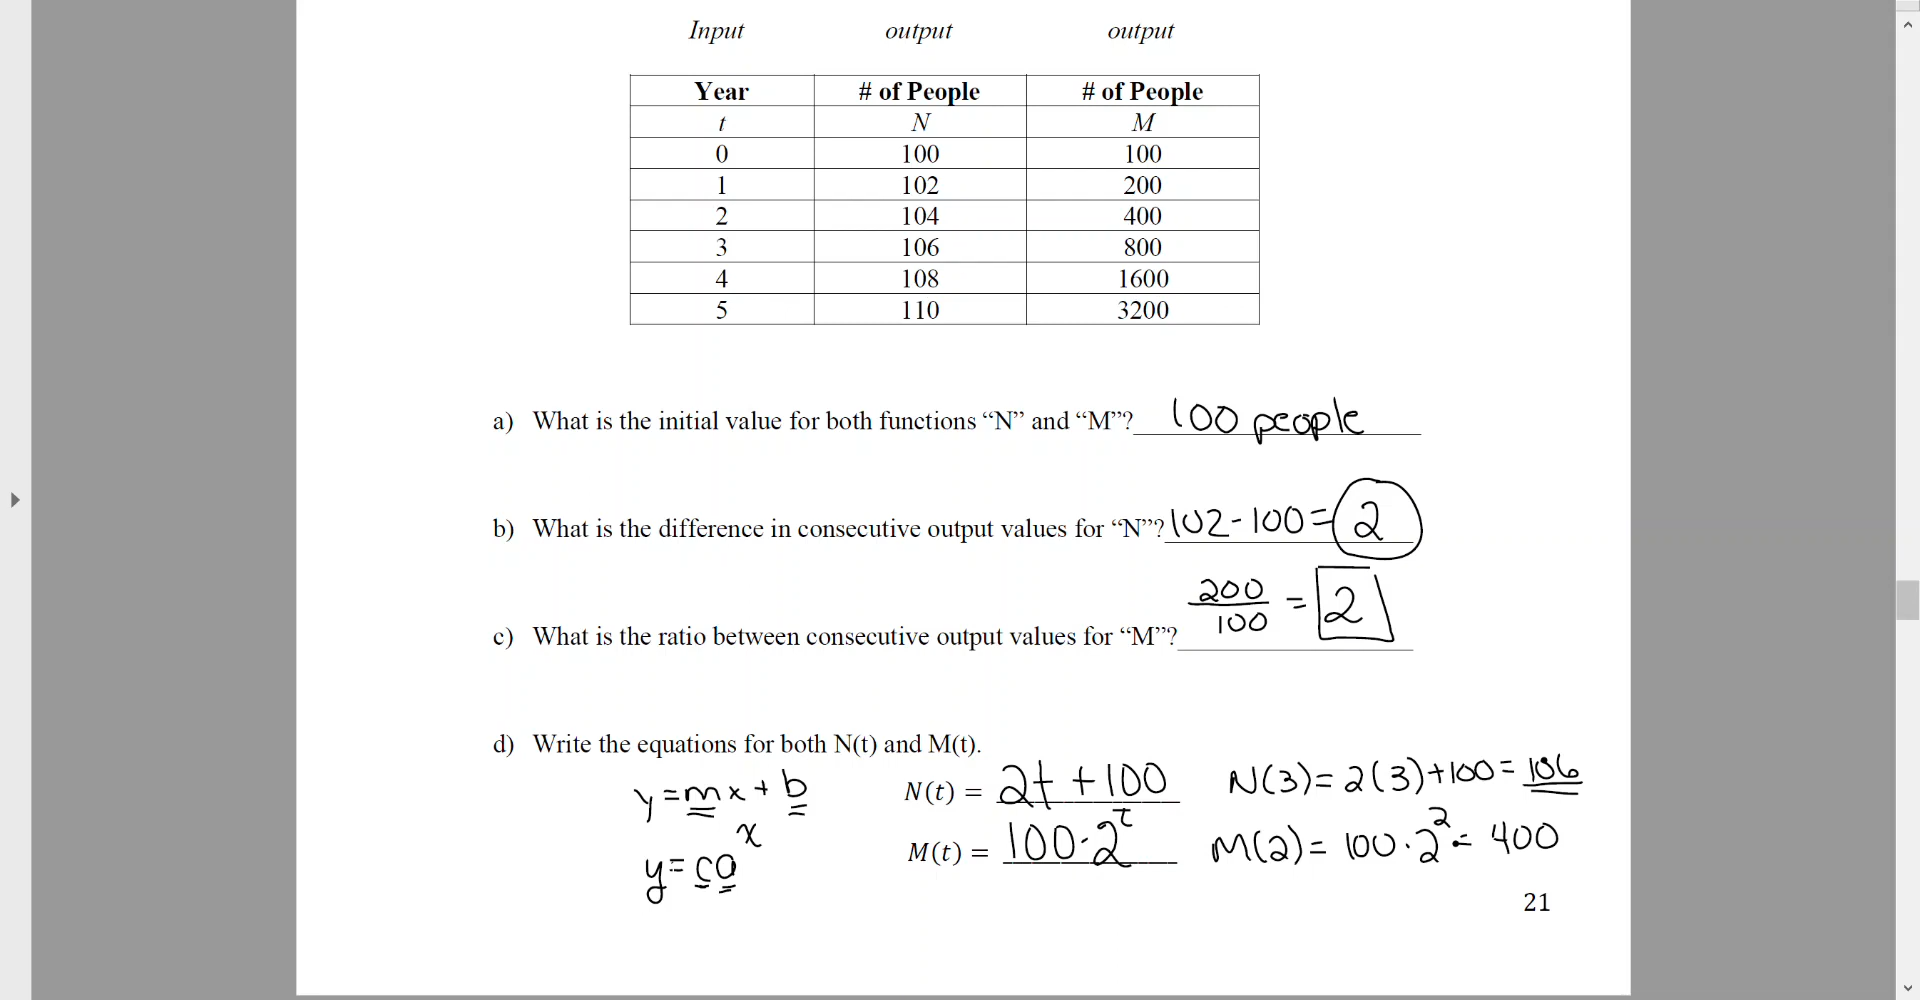 Input output output
Year # of People # of People
t N M
0 100 100
1 102 200
2 104 400
3 106 800
4 108 1600
5 110 3200
a) What is the initial value for both functions “N” and “M”? 100 people
b) What is the difference in consecutive output values for “N”? 102-100=2
200/100 = 2
c) What is the ratio between consecutive output values for “M”?
d) Write the equations for both N(t) and M(t).
y=mx+b N(t) = 2t+100 N(3)=2(3)+100=106
y=ca^x M(t) = 100·2^t M(2)=100·2^2=400
21